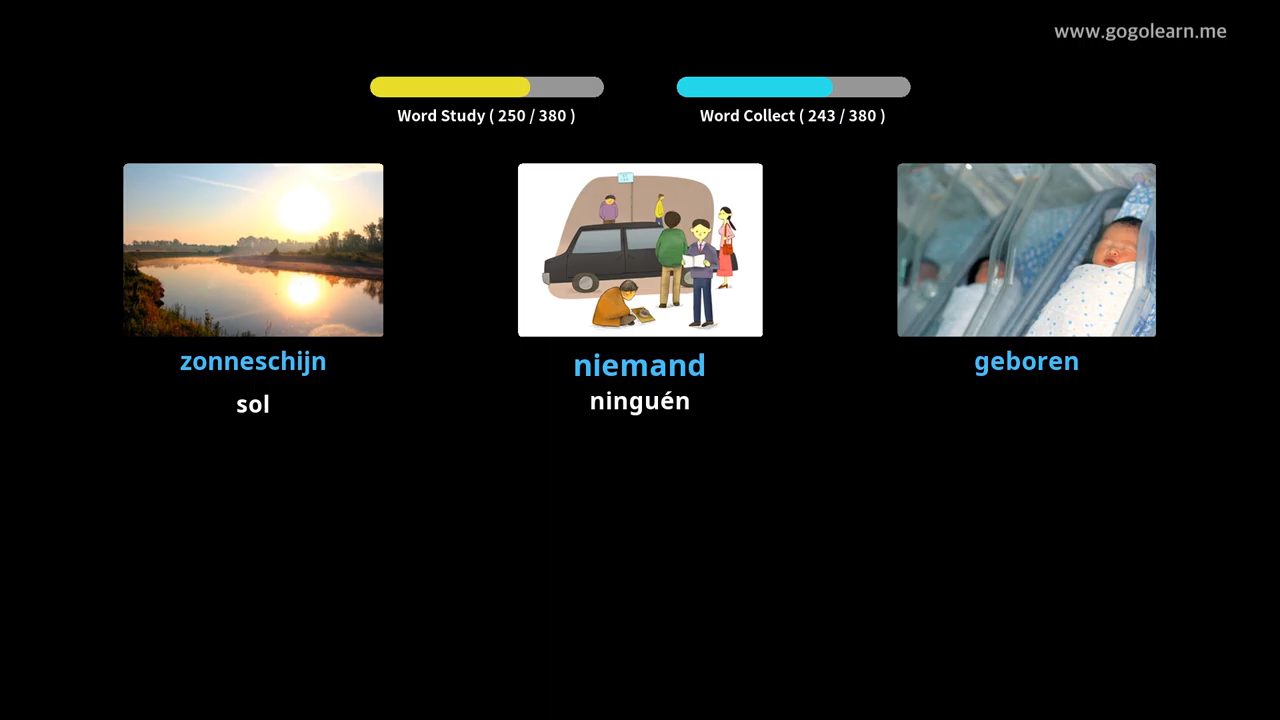 www.gogolearn.me
Word Study ( 250 / 380 )
Word Collect ( 243 / 380 )
zonneschijn
sol
niemand
ninguén
geboren